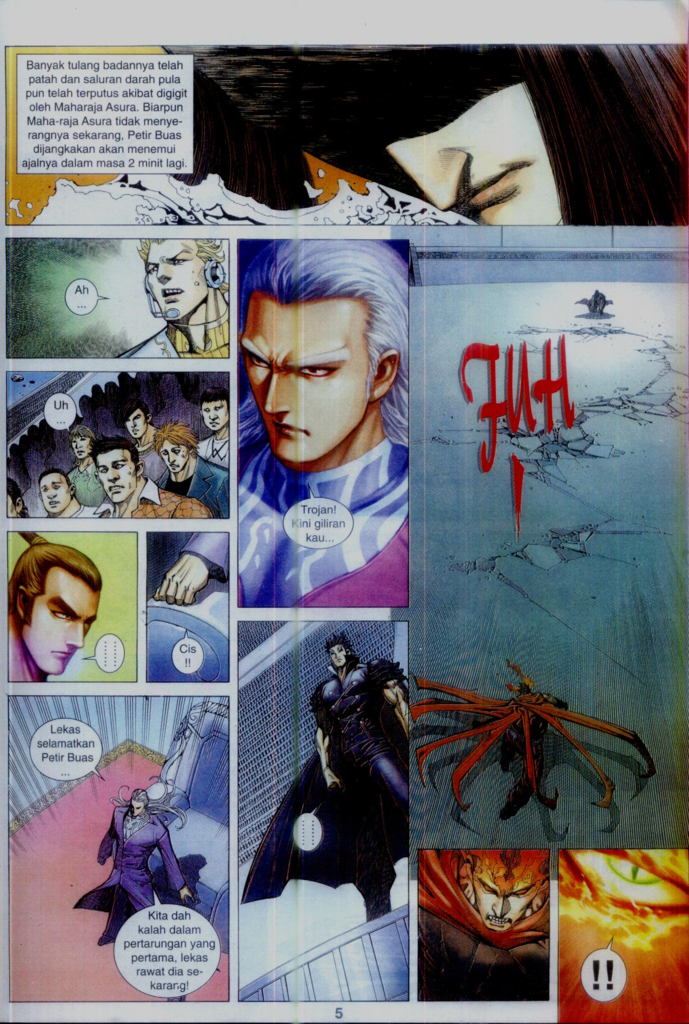 Banyak tulang badannya telah
patah dan saluran darah pula
pun telah terputus akibat digigit
oleh Maharaja Asura. Biarpun
Maha-raja Asura tidak menye-
rangnya sekarang, Petir Buas
dijangkakan akan menemui
ajalnya dalam masa 2 minit lagi.
Ah
...
Uh
......
Cis
!!
Lekas
selamatkan
Petir Buas
...
Kita dah
kalah dalam
pertarungan yang
pertama, lekas
rawat dia se-
karang!
Trojan!
Kini giliran
kau...
......
FUH
!
!!
5